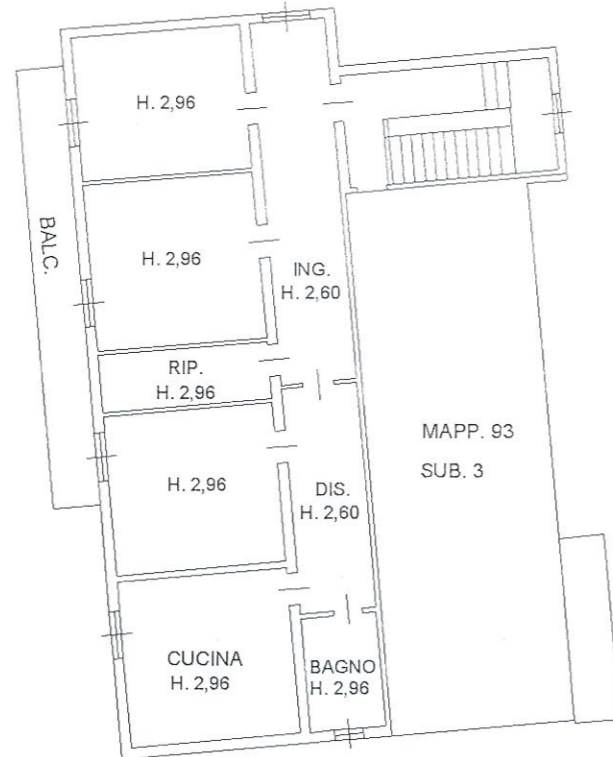 H. 2,96
BALC.
H. 2,96
ING.
H. 2,60
RIP.
H. 2,96
MAPP. 93
SUB. 3
H. 2,96
DIS.
H. 2,60
CUCINA
H. 2,96
BAGNO
H. 2,96